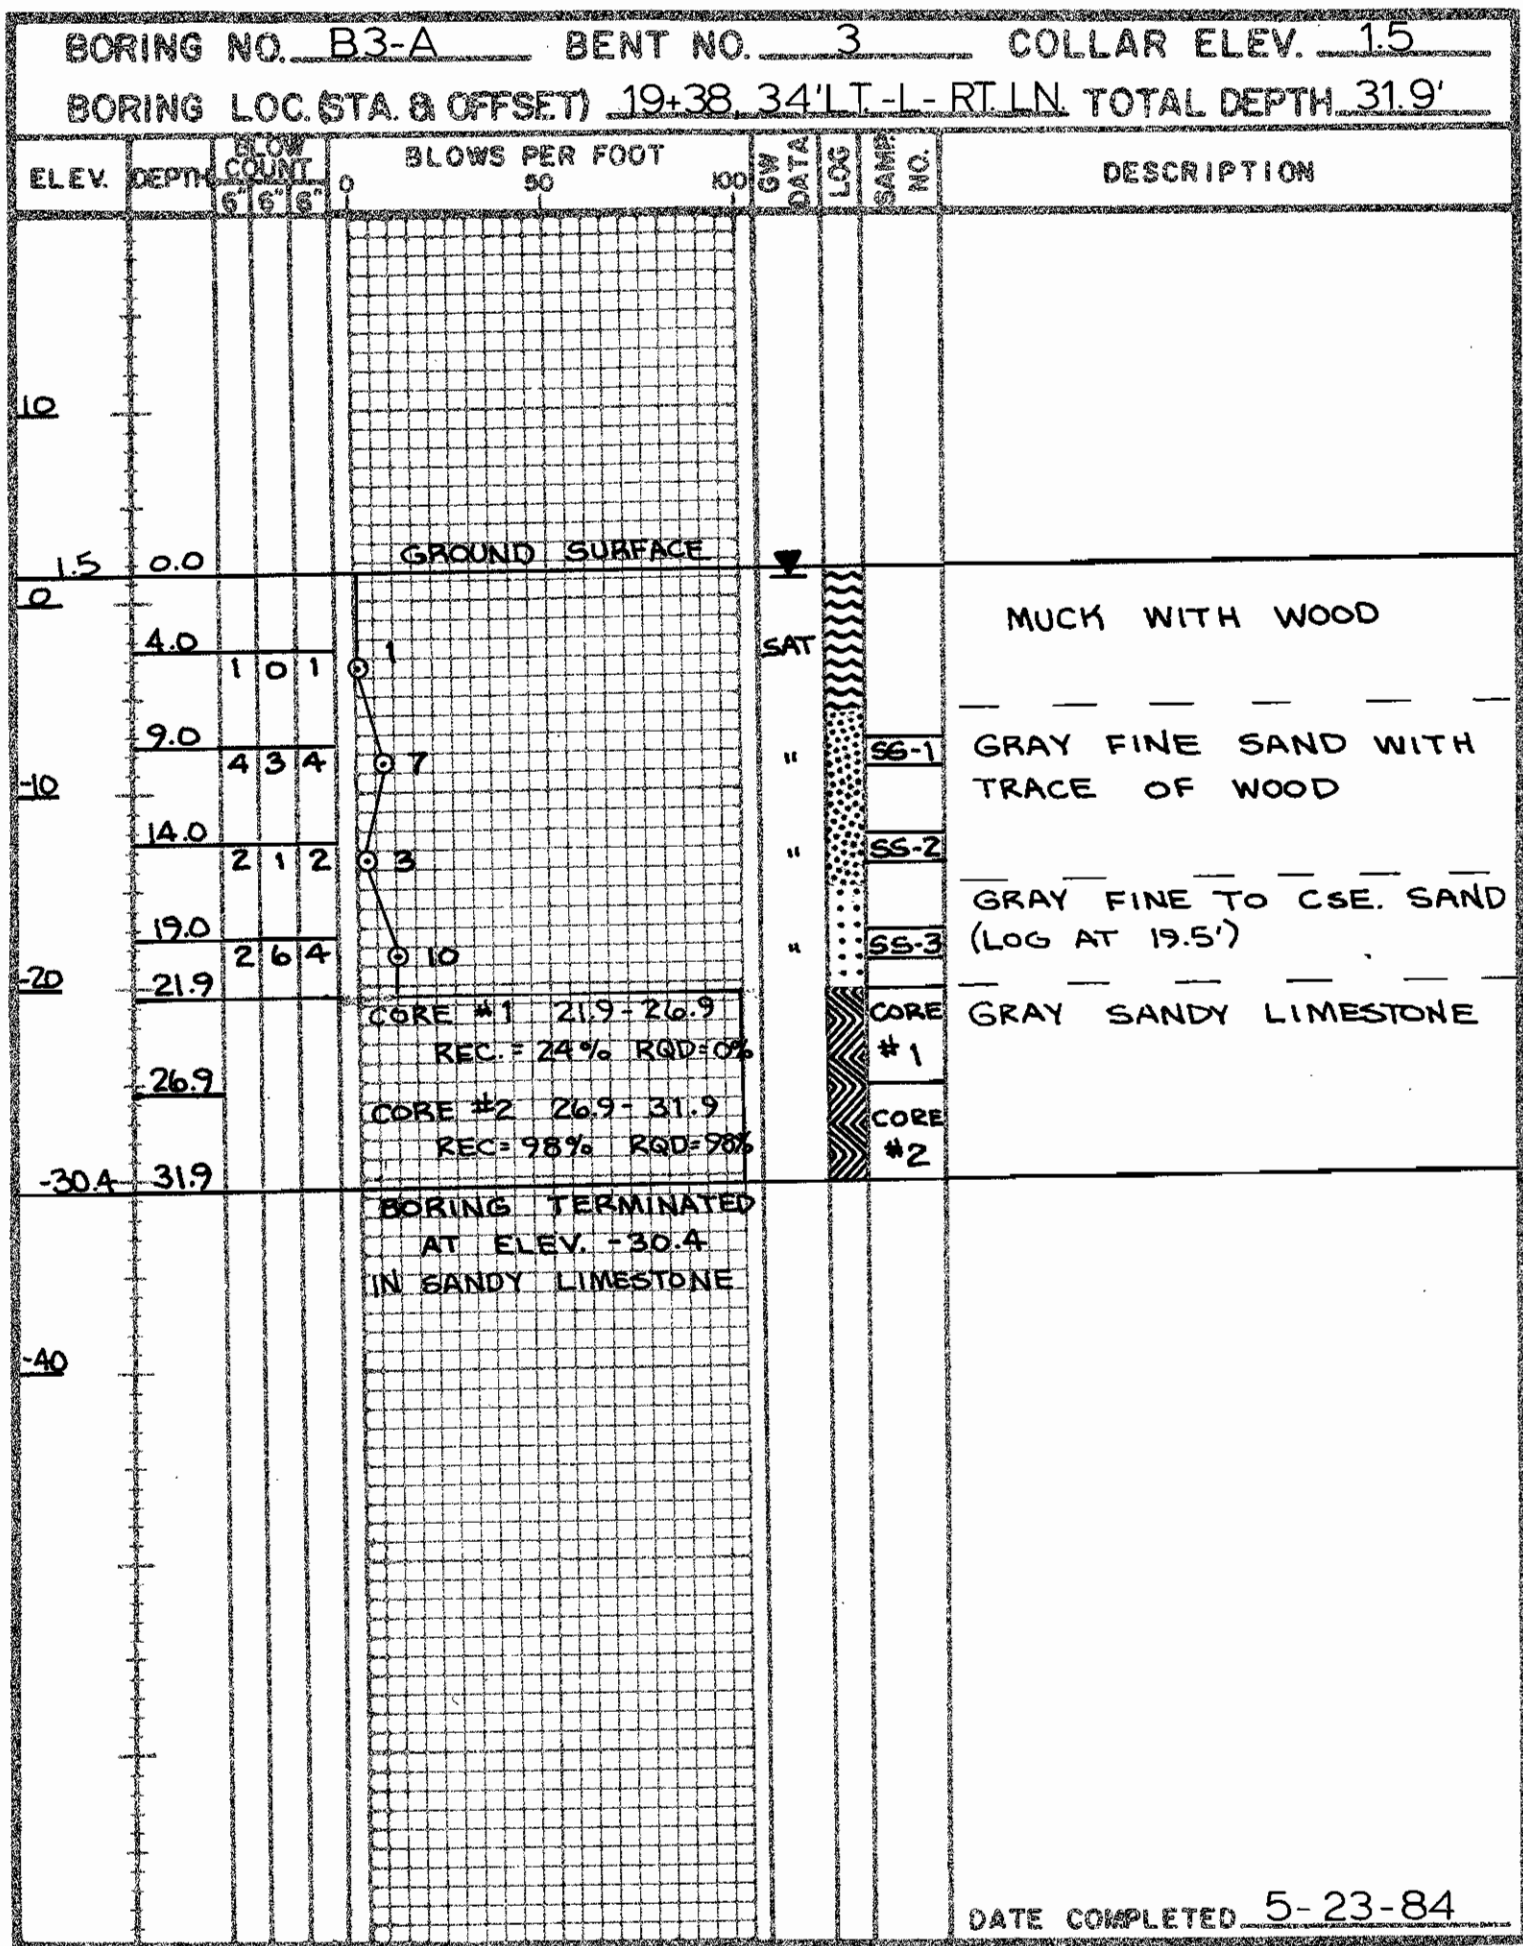 BORING NO. B3-A BENT NO. 3 COLLAR ELEV. 1.5
BORING LOC. (STA. & OFFSET) 19+38, 34'LT.-L- RT. LN. TOTAL DEPTH 31.9'
ELEV. DEPTH BLOW COUNT BLOWS PER FOOT GW DATA LOG SAMP. NO. DESCRIPTION
6" 6" 6" 0 50 100
10
GROUND SURFACE
1.5 0.0
0
MUCK WITH WOOD
4.0 SAT
1 0 1 1
9.0 SS-1 GRAY FINE SAND WITH
4 3 4 7 "
-10 TRACE OF WOOD
14.0
2 1 2 3 " SS-2
GRAY FINE TO CSE. SAND
19.0 SS-3 (LOG AT 19.5')
2 6 4 10 "
-20
21.9
CORE #1 21.9-26.9 CORE #1 GRAY SANDY LIMESTONE
REC. = 24% RQD=0%
26.9
CORE #2 26.9-31.9 CORE #2
REC= 98% RQD=98%
-30.4 31.9
BORING TERMINATED
AT ELEV. -30.4
IN SANDY LIMESTONE
-40
DATE COMPLETED 5-23-84